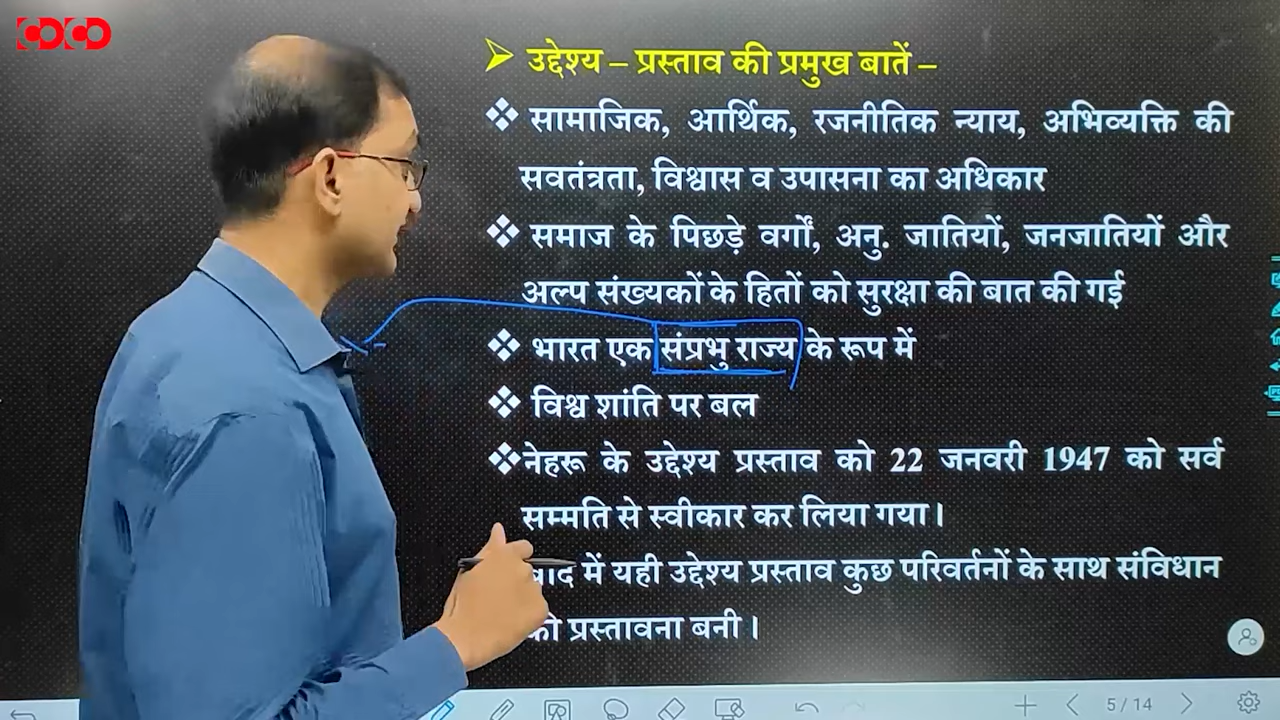 COCO
उद्देश्य – प्रस्ताव की प्रमुख बातें –
सामाजिक, आर्थिक, रजनीतिक न्याय, अभिव्यक्ति की
सवतंत्रता, विश्वास व उपासना का अधिकार
समाज के पिछड़े वर्गों, अनु. जातियों, जनजातियों और
अल्प संख्यकों के हितों को सुरक्षा की बात की गई
भारत एक संप्रभु राज्य के रूप में
विश्व शांति पर बल
नेहरू के उद्देश्य प्रस्ताव को 22 जनवरी 1947 को सर्व
सम्मति से स्वीकार कर लिया गया।
में यही उद्देश्य प्रस्ताव कुछ परिवर्तनों के साथ संविधान
प्रस्तावना बनी।
5/14